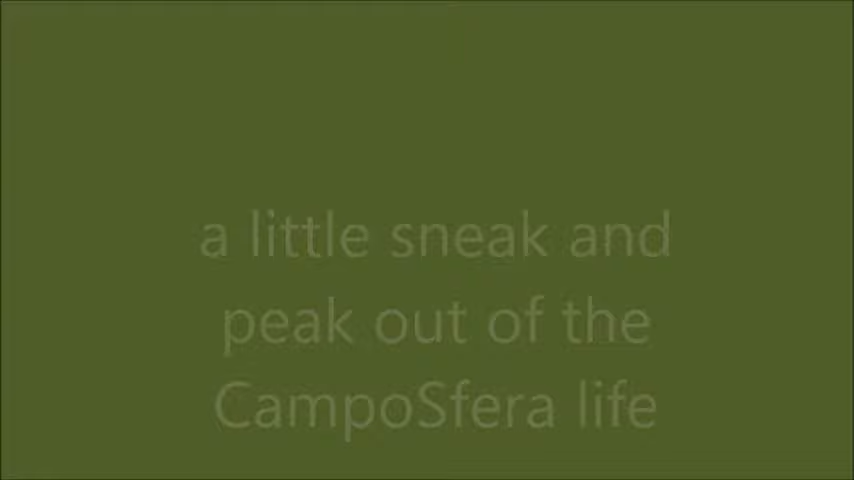 a little sneak and
peak out of the
CampoSfera life